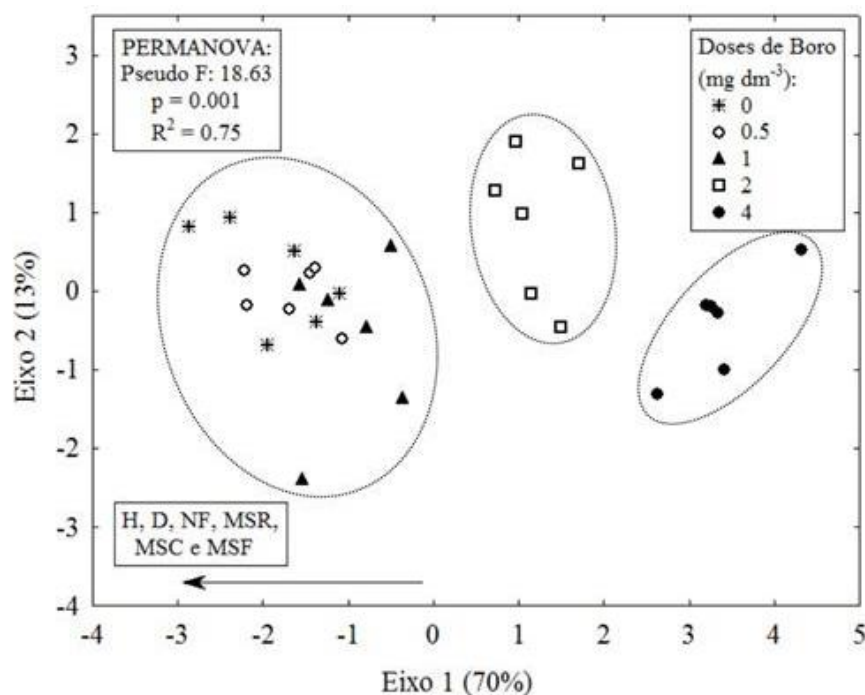 PERMANOVA:
Pseudo F: 18.63
p = 0.001
R² = 0.75
Doses de Boro
(mg dm⁻³):
0
0.5
1
2
4
3
2
1
0
-1
-2
-3
-4
Eixo 2 (13%)
H, D, NF, MSR,
MSC e MSF
-4 -3 -2 -1 0 1 2 3 4 5
Eixo 1 (70%)